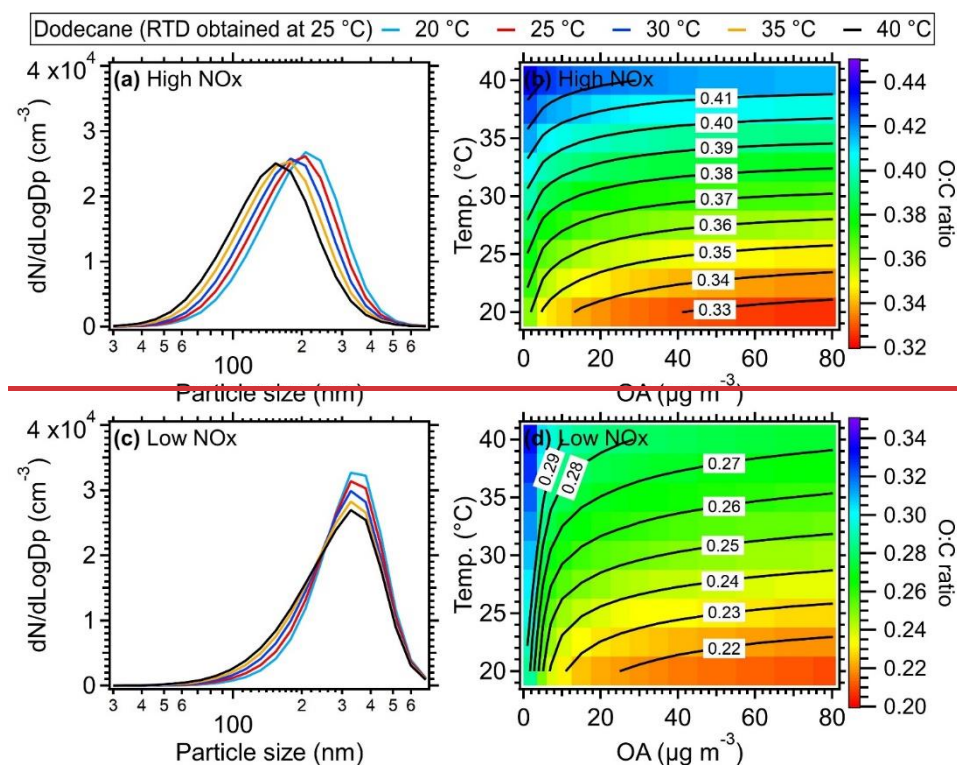 Dodecane (RTD obtained at 25 °C) 20 °C 25 °C 30 °C 35 °C 40 °C
(a) High NOx
4 x10⁴
3
2
1
0
dN/dLogDp (cm⁻³)
3 4 5 6 100 2 3 4 5 6
Particle size (nm)
(b) High NOx
40
35
30
25
20
Temp. (°C)
0.41
0.40
0.39
0.38
0.37
0.36
0.35
0.34
0.33
0 20 40 60 80
OA (µg m⁻³)
0.44
0.42
0.40
0.38
0.36
0.34
0.32
O:C ratio
(c) Low NOx
4 x10⁴
3
2
1
0
dN/dLogDp (cm⁻³)
3 4 5 6 100 2 3 4 5 6
Particle size (nm)
(d) Low NOx
40
35
30
25
20
Temp. (°C)
0.29
0.28
0.27
0.26
0.25
0.24
0.23
0.22
0 20 40 60 80
OA (µg m⁻³)
0.34
0.32
0.30
0.28
0.26
0.24
0.22
0.20
O:C ratio